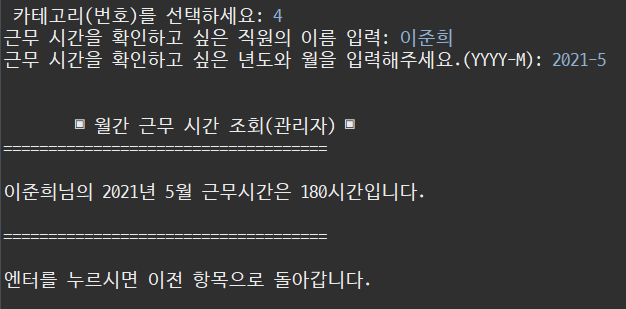 카테고리(번호)를 선택하세요: 4
근무 시간을 확인하고 싶은 직원의 이름 입력: 이준희
근무 시간을 확인하고 싶은 년도와 월을 입력해주세요.(YYYY-M): 2021-5
▣ 월간 근무 시간 조회(관리자) ▣
====================================
이준희님의 2021년 5월 근무시간은 180시간입니다.
====================================
엔터를 누르시면 이전 항목으로 돌아갑니다.